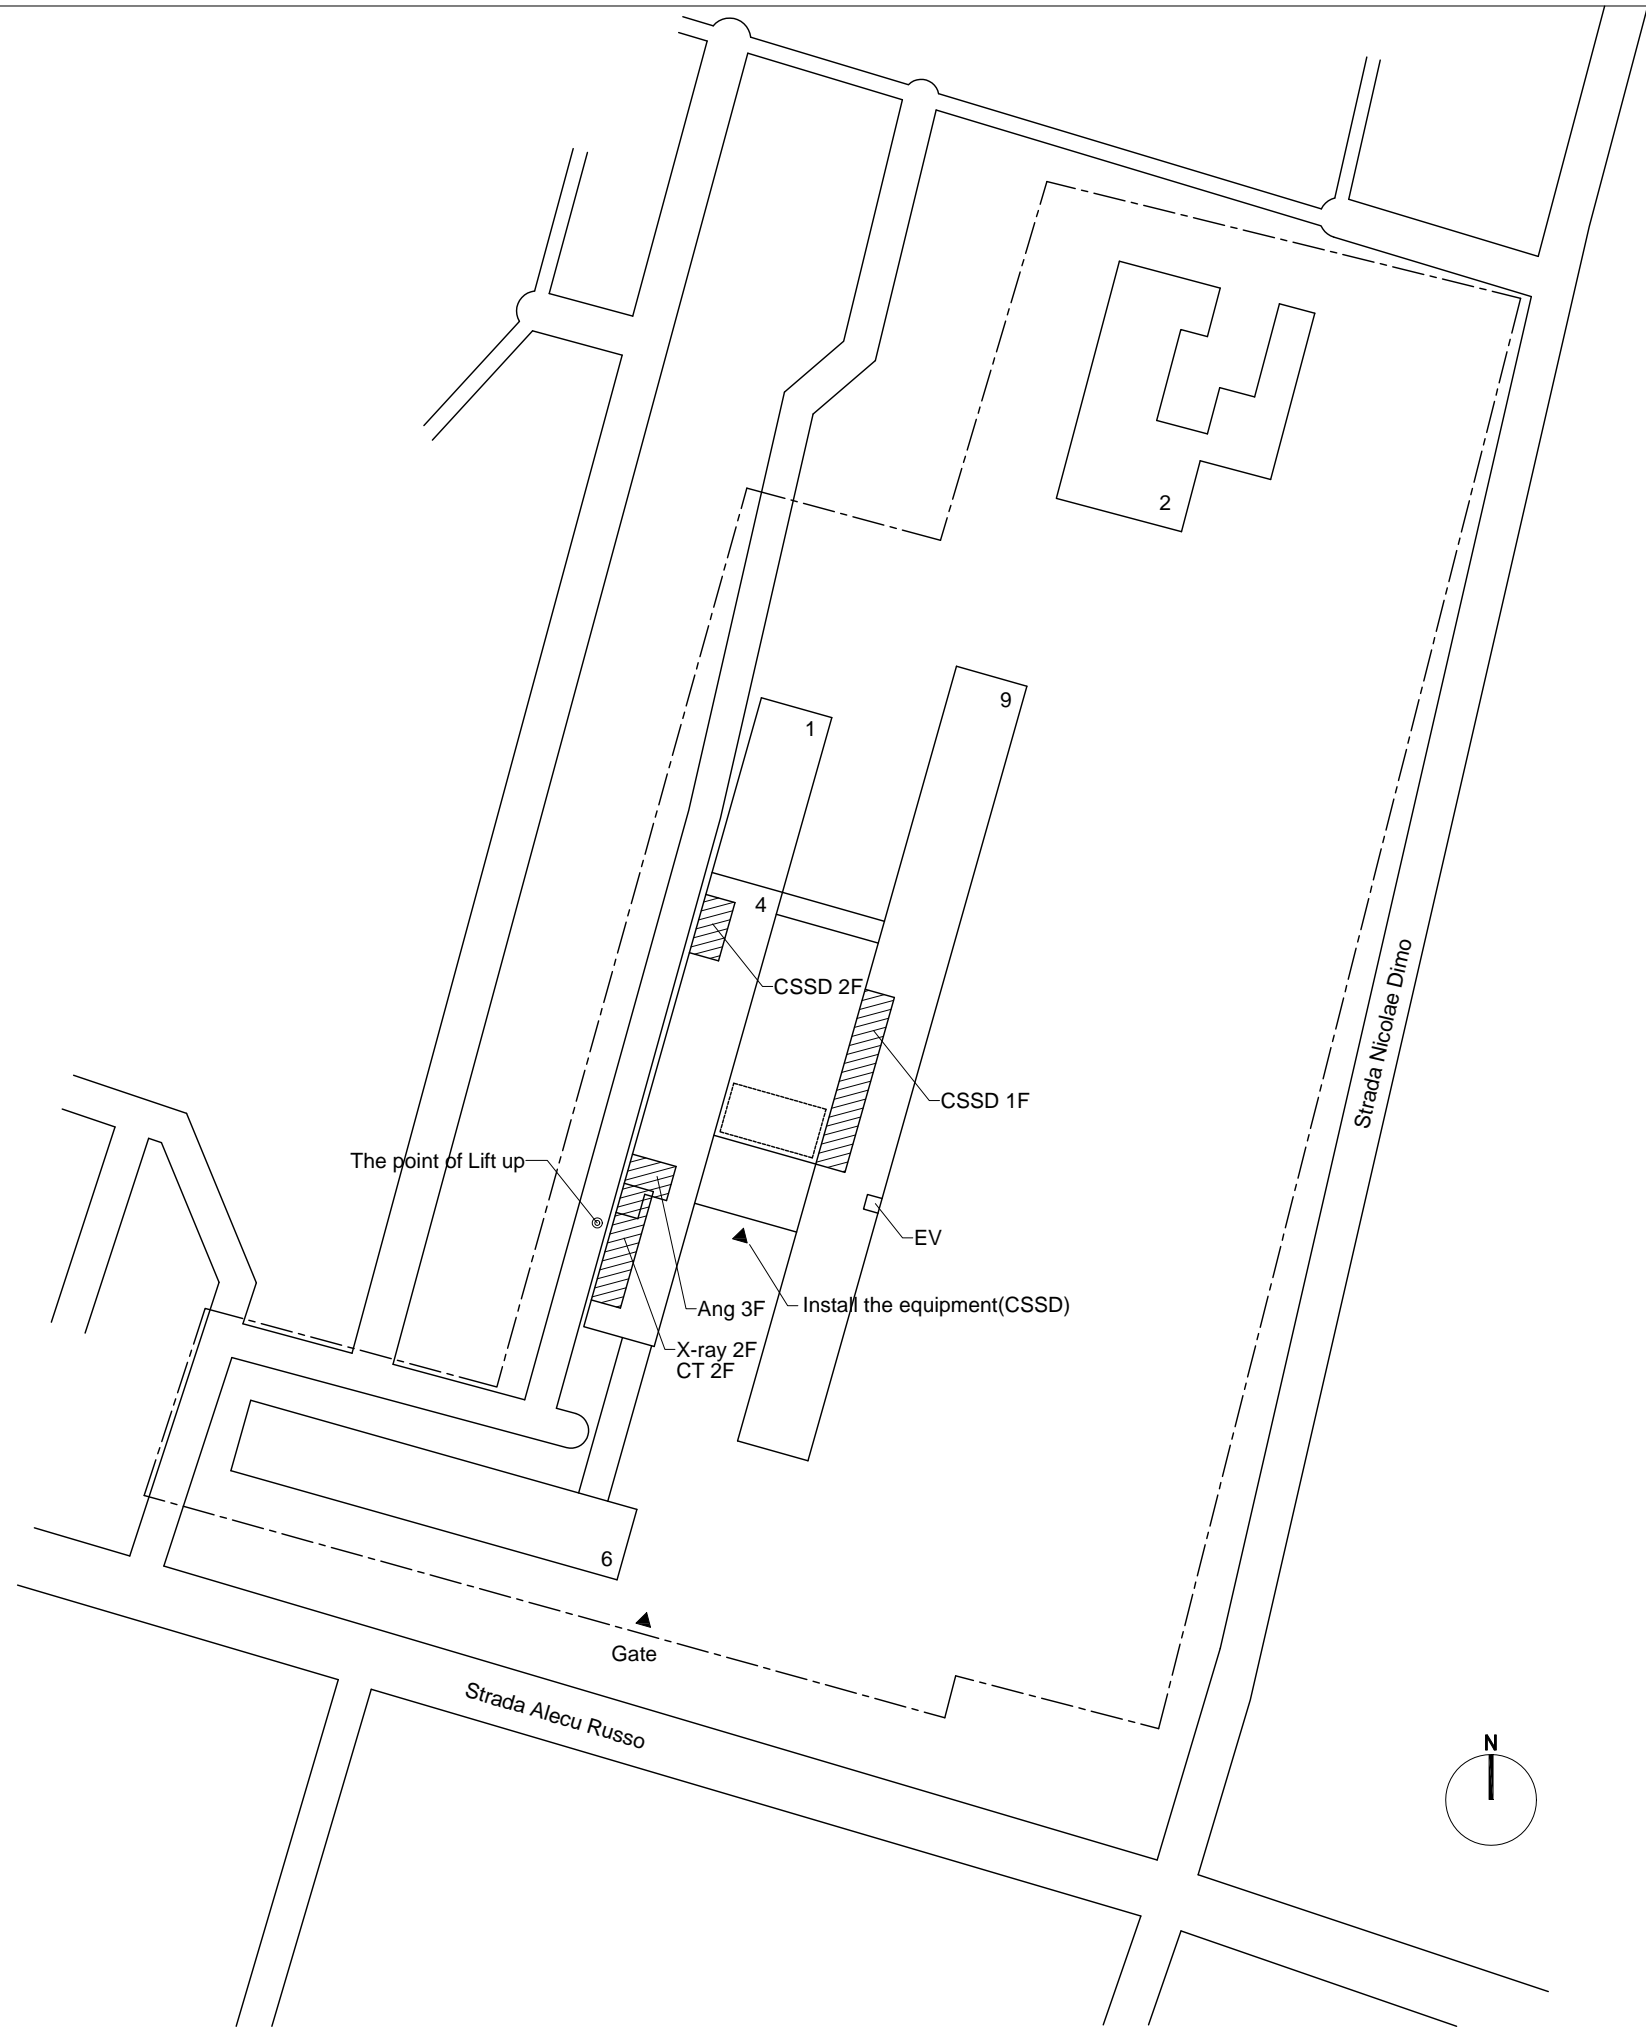 2
9
1
4
CSSD 2F
Strada Nicolae Dimo
CSSD 1F
The point of Lift up
EV
Ang 3F
Install the equipment(CSSD)
X-ray 2F
CT 2F
6
Gate
Strada Alecu Russo
N